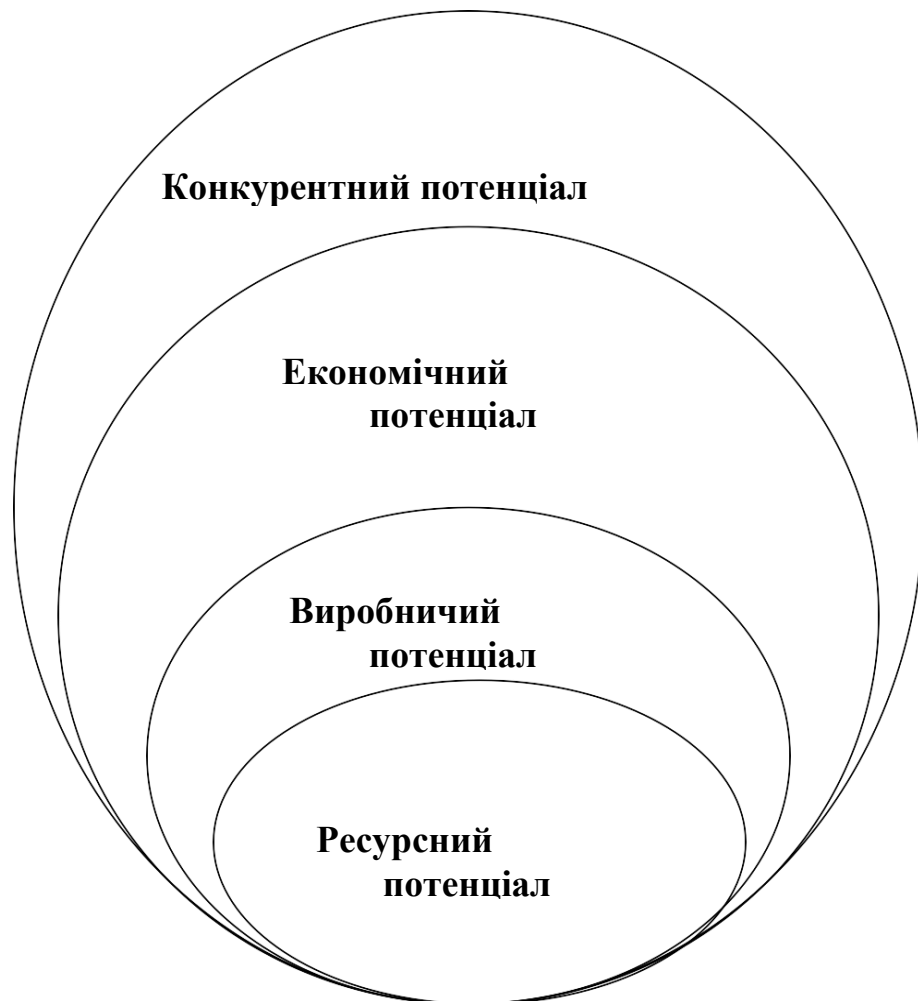 Конкурентний потенціал
Економічний
потенціал
Виробничий
потенціал
Ресурсний
потенціал